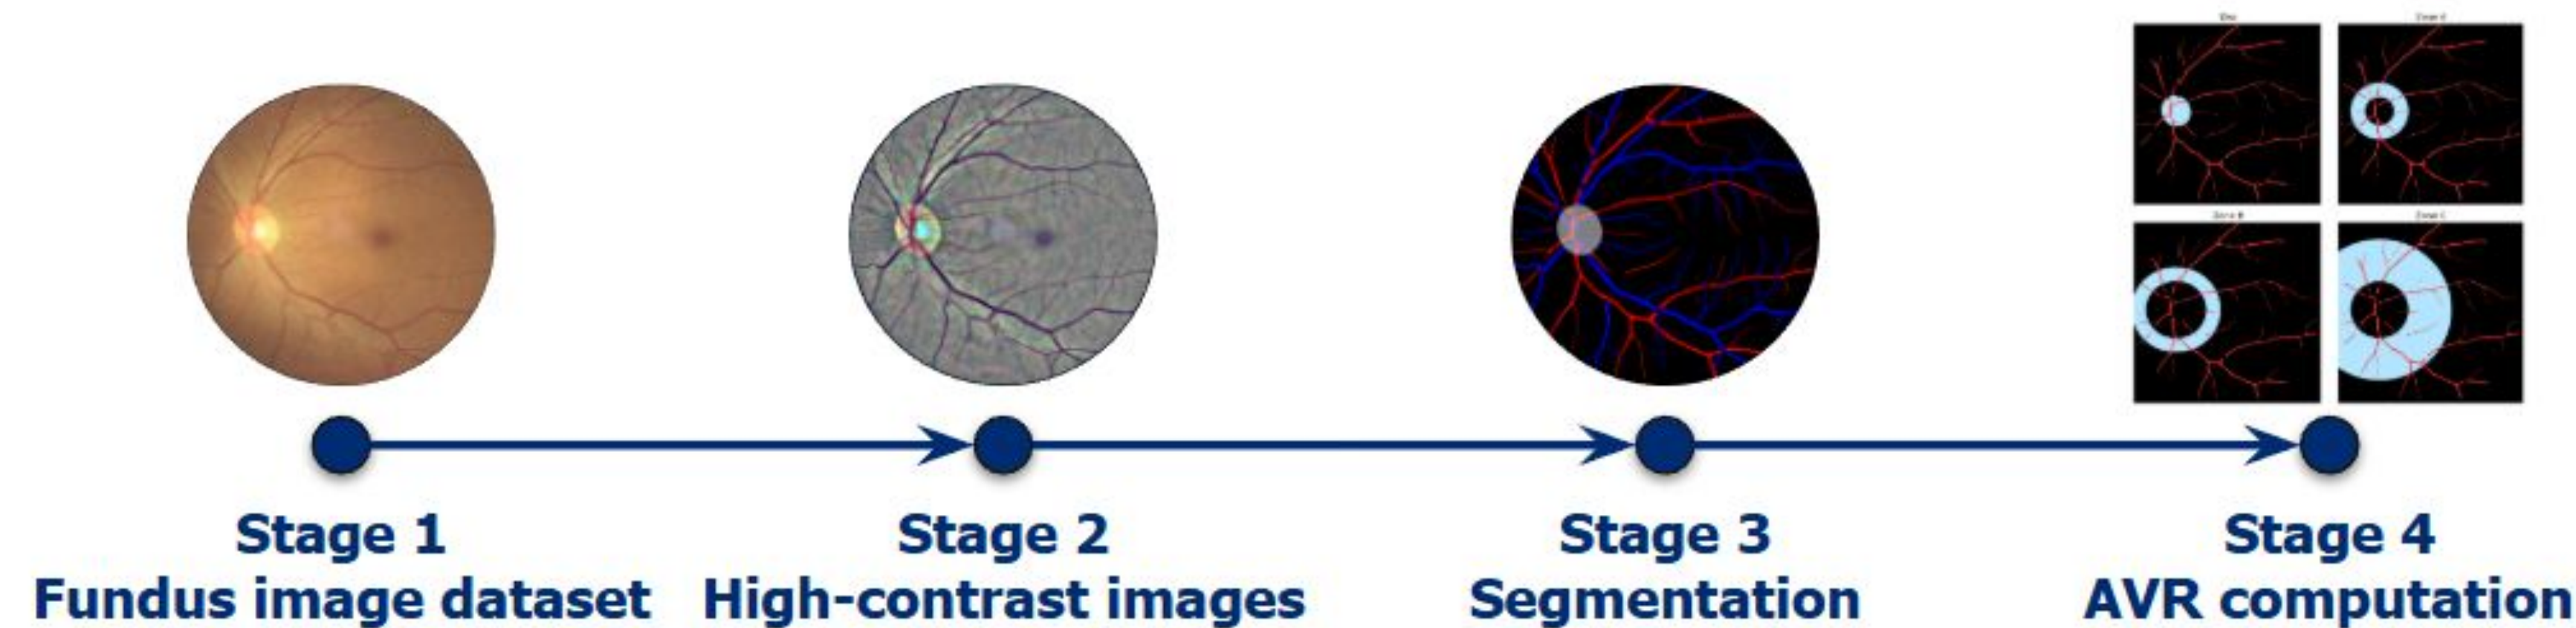 Stage 1
Fundus image dataset
Stage 2
High-contrast images
Stage 3
Segmentation
Stage 4
AVR computation